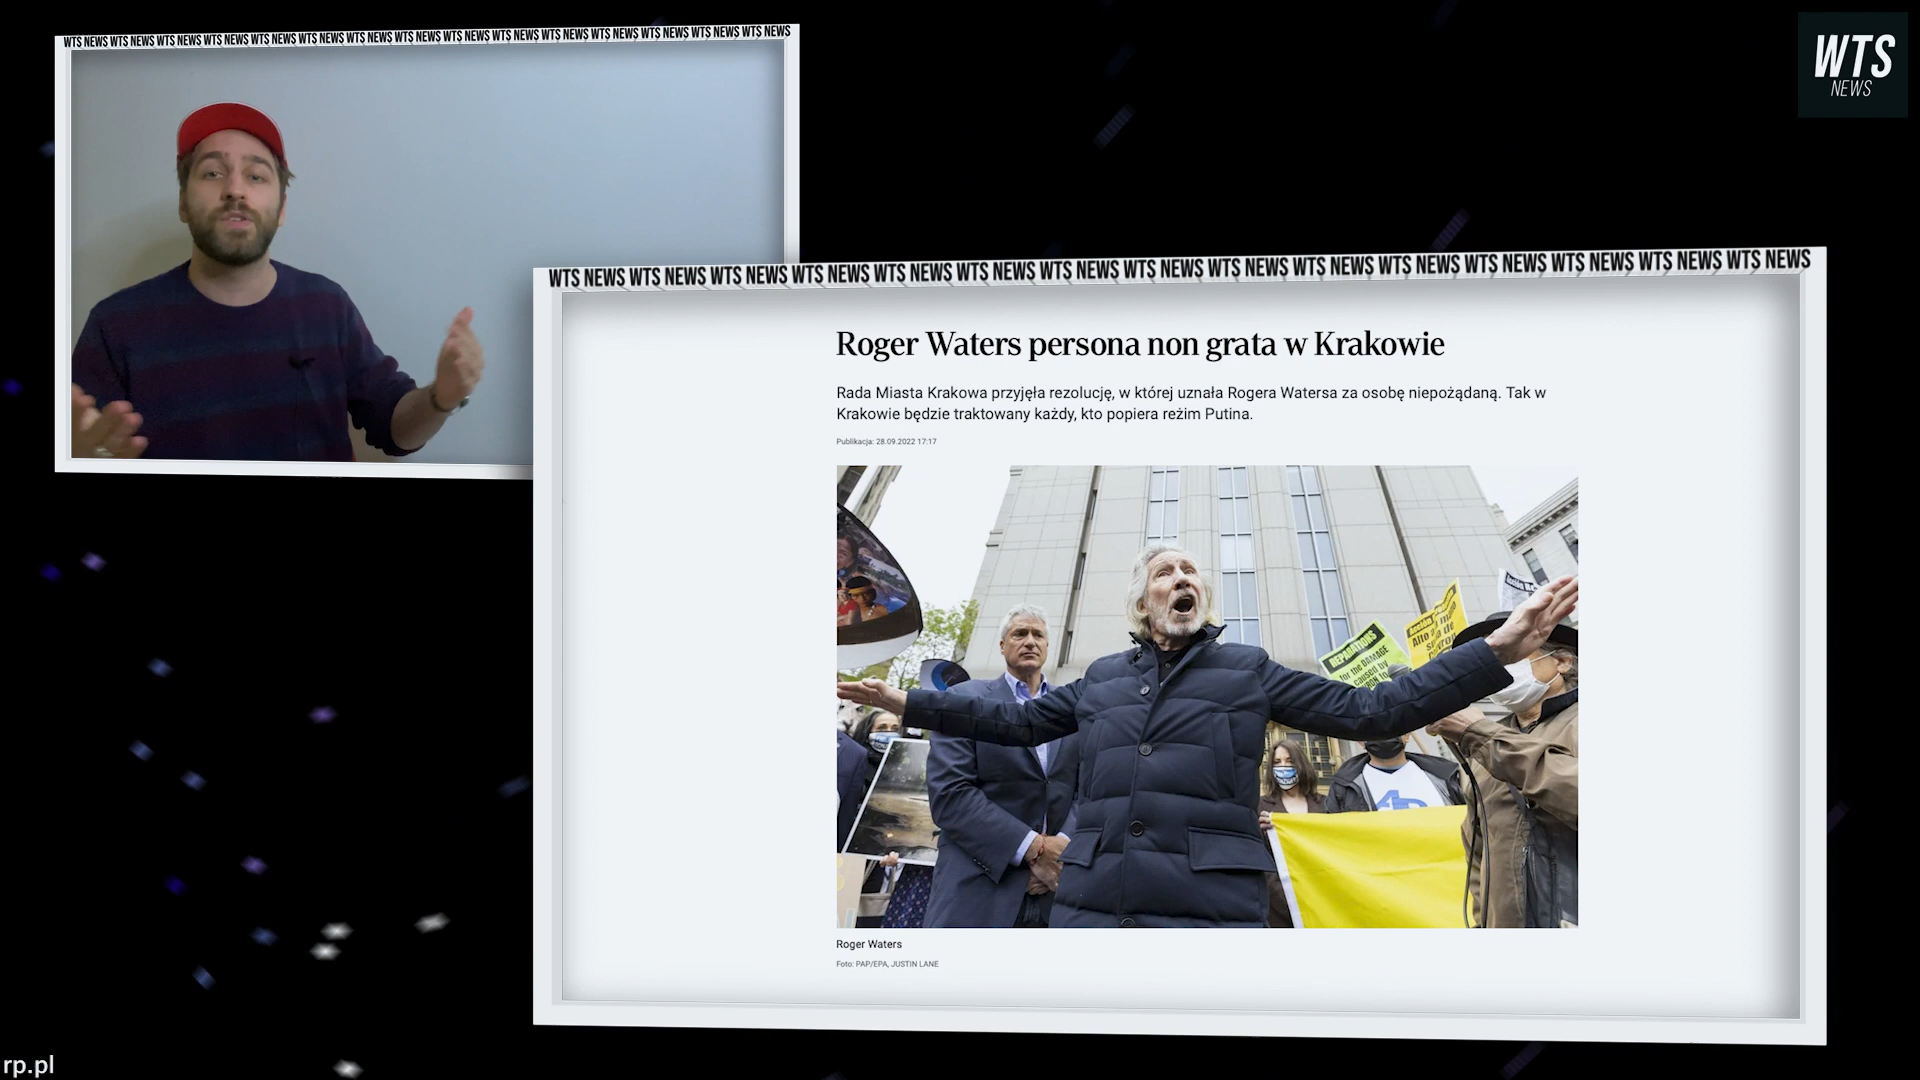 WTS NEWS WTS NEWS WTS NEWS WTS NEWS WTS NEWS WTS NEWS WTS NEWS WTS NEWS WTS NEWS WTS NEWS WTS NEWS WTS NEWS WTS NEWS WTS NEWS WTS NEWS
WTS
NEWS
WTS NEWS WTS NEWS WTS NEWS WTS NEWS WTS NEWS WTS NEWS WTS NEWS WTS NEWS WTS NEWS WTS NEWS WTS NEWS WTS NEWS WTS NEWS WTS NEWS WTS NEWS
Roger Waters persona non grata w Krakowie
Rada Miasta Krakowa przyjęła rezolucję, w której uznała Rogera Watersa za osobę niepożądaną. Tak w
Krakowie będzie traktowany każdy, kto popiera reżim Putina.
Publikacja: 28.09.2022 17:17
REPARATIONS
for the DAMAGE
caused by
Roger Waters
Foto: PAP/EPA, JUSTIN LANE
rp.pl